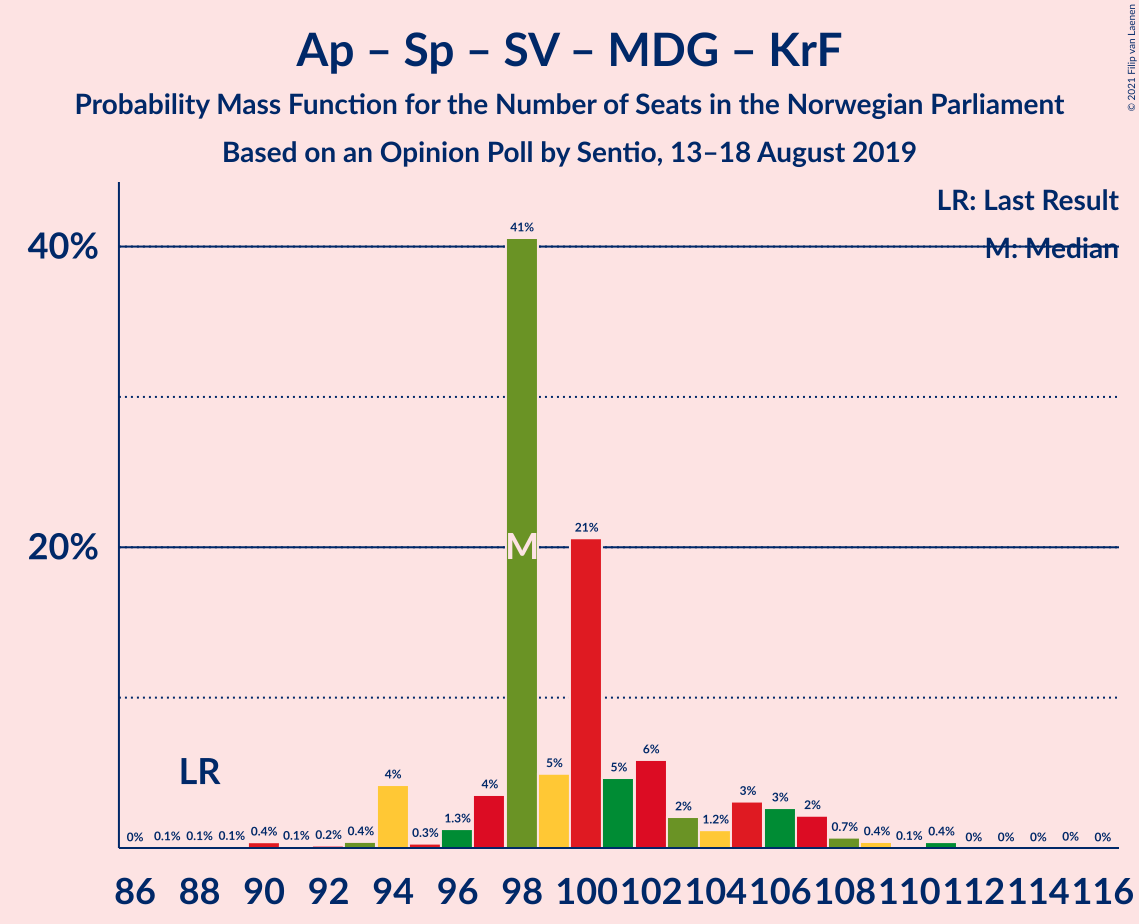 Ap – Sp – SV – MDG – KrF
Probability Mass Function for the Number of Seats in the Norwegian Parliament
Based on an Opinion Poll by Sentio, 13–18 August 2019
© 2021 Filip van Laenen
LR: Last Result
M: Median
40%
20%
41%
M
21%
LR
0% 0.1% 0.1% 0.1% 0.4% 0.1% 0.2% 0.4% 4% 0.3% 1.3% 4% 5% 5% 6% 2% 1.2% 3% 3% 2% 0.7% 0.4% 0.1% 0.4% 0% 0% 0% 0% 0%
86 88 90 92 94 96 98 100 102 104 106 108 110 112 114 116